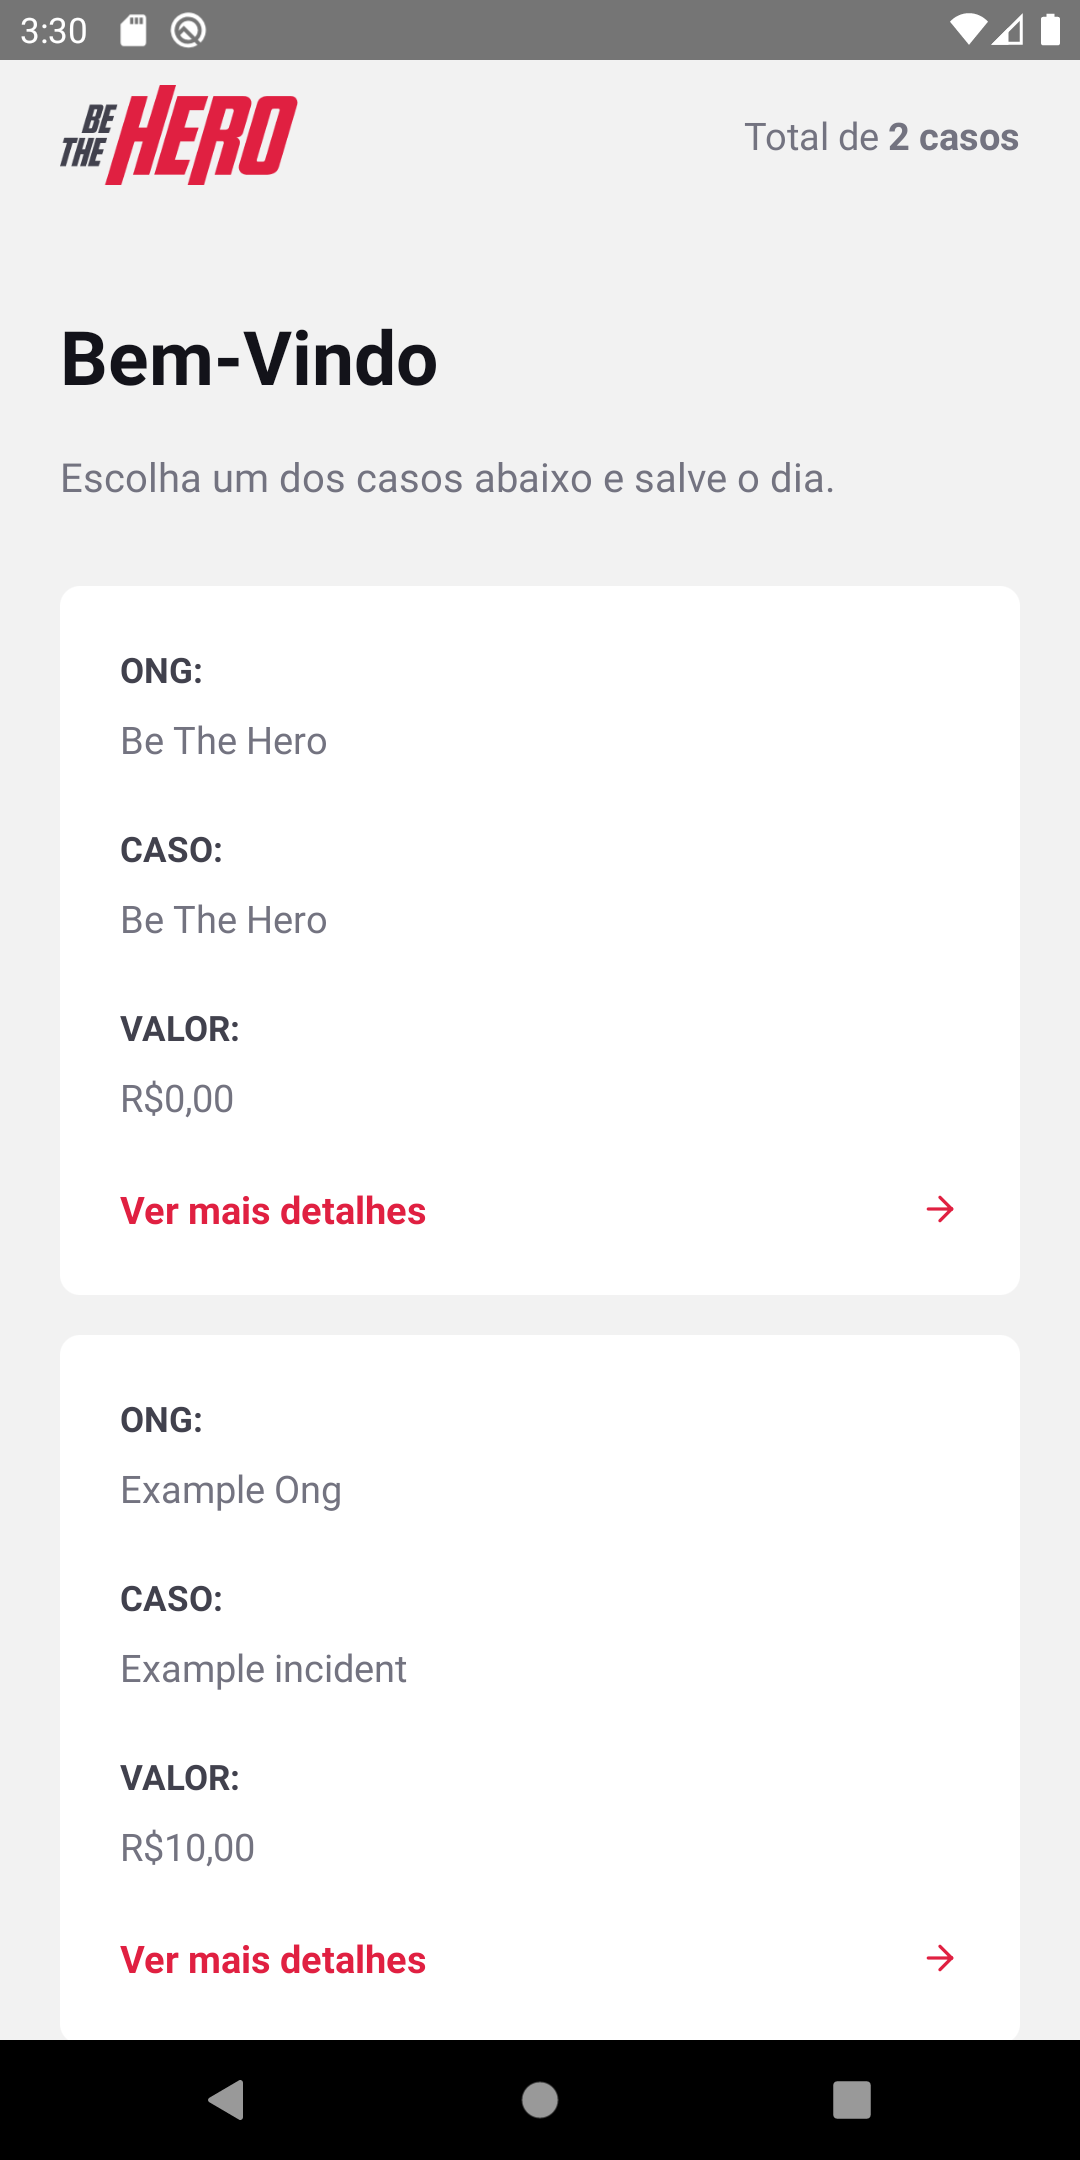 3:30
BE THE HERO
Total de 2 casos
Bem-Vindo
Escolha um dos casos abaixo e salve o dia.
ONG:
Be The Hero
CASO:
Be The Hero
VALOR:
R$0,00
Ver mais detalhes
ONG:
Example Ong
CASO:
Example incident
VALOR:
R$10,00
Ver mais detalhes